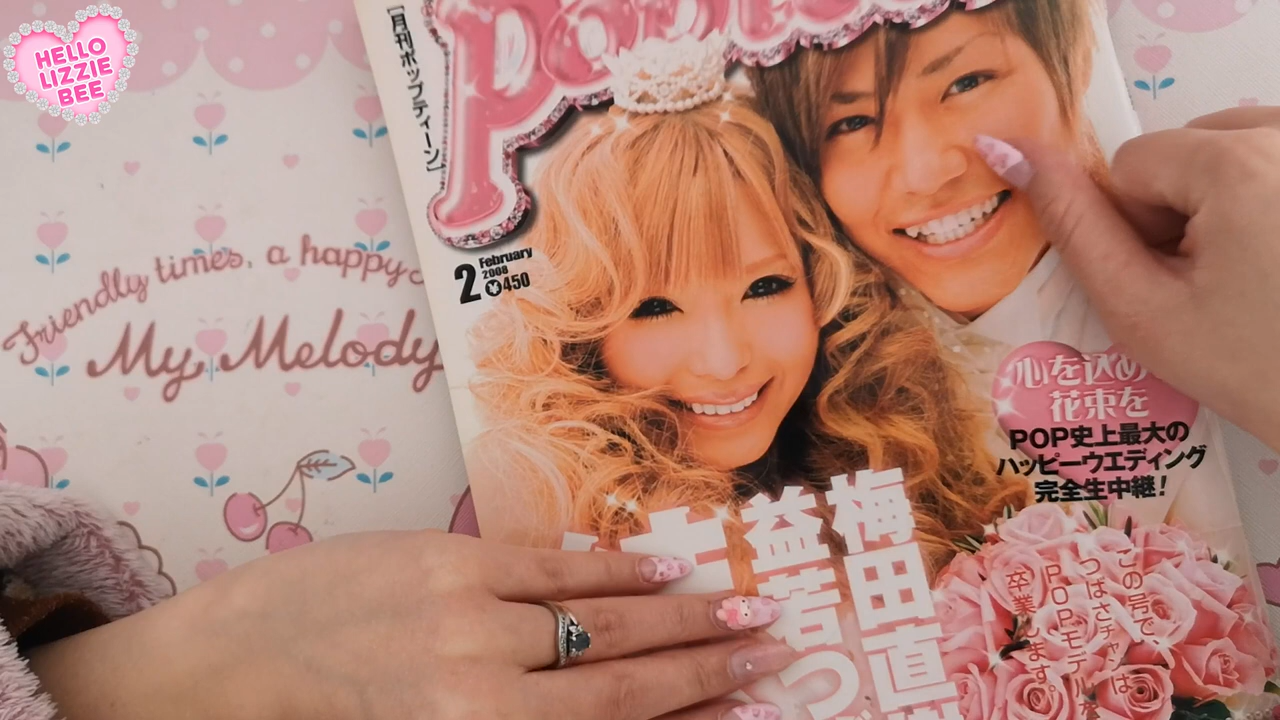 HELLO
LIZZIE
BEE
[月刊ポップティーン]
2
February
2008
¥450
Friendly times, a happy
My Melody
心を込め
花束を
POP史上最大の
ハッピーウエディング
完全生中継!
梅田直
益若つ
この号で、
つばさチャンは
POPモデルを
卒業します。